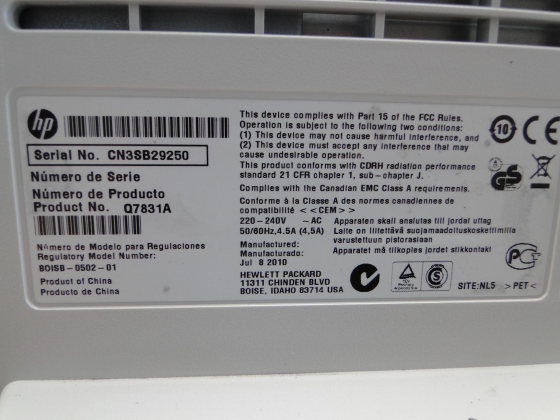 hp
Serial No. CN3SB29250
Número de Serie
Número de Producto
Product No. Q7831A
Número de Modelo para Regulaciones
Regulatory Model Number:
BOISB-0502-01
Product of China
Producto de China
This device complies with Part 15 of the FCC Rules.
Operation is subject to the following two conditions:
(1) This device may not cause harmful interference, and
(2) This device must accept any interference that may
cause undesirable operation.
This product complies with CDRH radiation performance
standard 21 CFR chapter 1, sub-chapter J.
Complies with the Canadian EMC Class A requirements.
Conforme à la Classe A des normes canadiennes de
compatibilité <<CEM>>
220-240V ~AC
50/60Hz,4.5A (4,5A)
Apparaten skall anslutas till jordat uttag
Laite on liitettävä suojamaadoituskoskettimilla
varustettuun pistorasiaan
Apparatet må tilkoples jordet stikkontakt
Manufactured:
Manufacturado:
Jul 8 2010
HEWLETT PACKARD
11311 CHINDEN BLVD
BOISE, IDAHO 83714 USA
10
CE
GS
S
SITE:NL5 >PET<